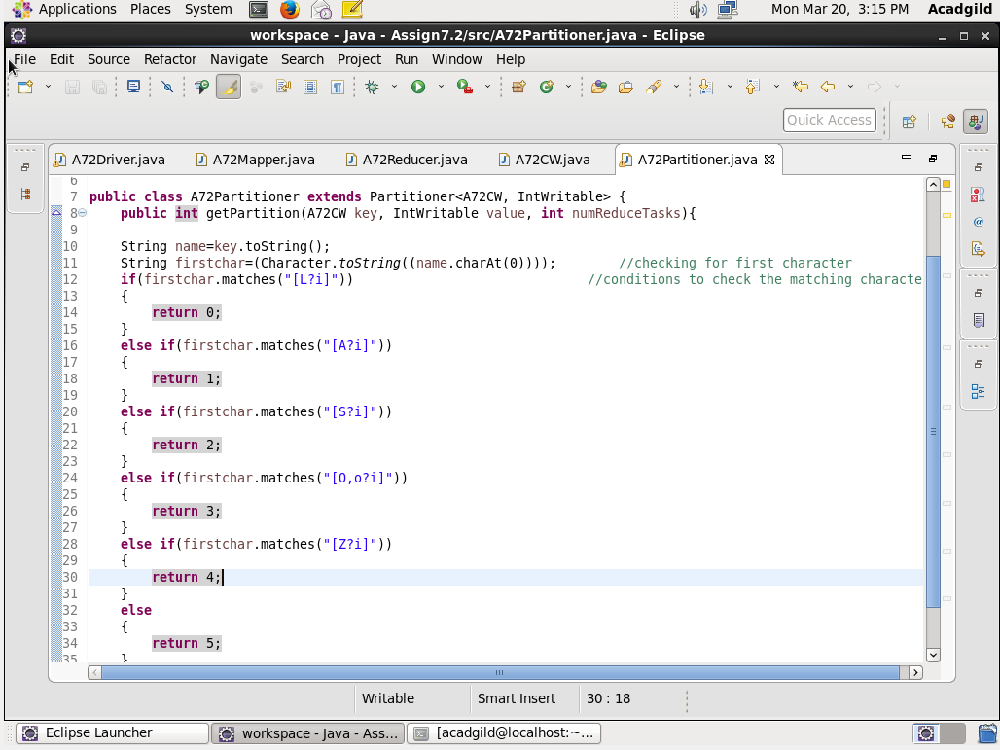 Applications Places System Mon Mar 20, 3:15 PM Acadgild
workspace - Java - Assign7.2/src/A72Partitioner.java - Eclipse
File Edit Source Refactor Navigate Search Project Run Window Help
Quick Access
A72Driver.java A72Mapper.java A72Reducer.java A72CW.java A72Partitioner.java
6
7 public class A72Partitioner extends Partitioner<A72CW, IntWritable> {
8 public int getPartition(A72CW key, IntWritable value, int numReduceTasks){
9
10 String name=key.toString();
11 String firstchar=(Character.toString((name.charAt(0)))); //checking for first character
12 if(firstchar.matches("[L?i]")) //conditions to check the matching characte
13 {
14 return 0;
15 }
16 else if(firstchar.matches("[A?i]"))
17 {
18 return 1;
19 }
20 else if(firstchar.matches("[S?i]"))
21 {
22 return 2;
23 }
24 else if(firstchar.matches("[O,o?i]"))
25 {
26 return 3;
27 }
28 else if(firstchar.matches("[Z?i]"))
29 {
30 return 4;
31 }
32 else
33 {
34 return 5;
35 }
Writable Smart Insert 30 : 18
Eclipse Launcher workspace - Java - Ass... [acadgild@localhost:~...